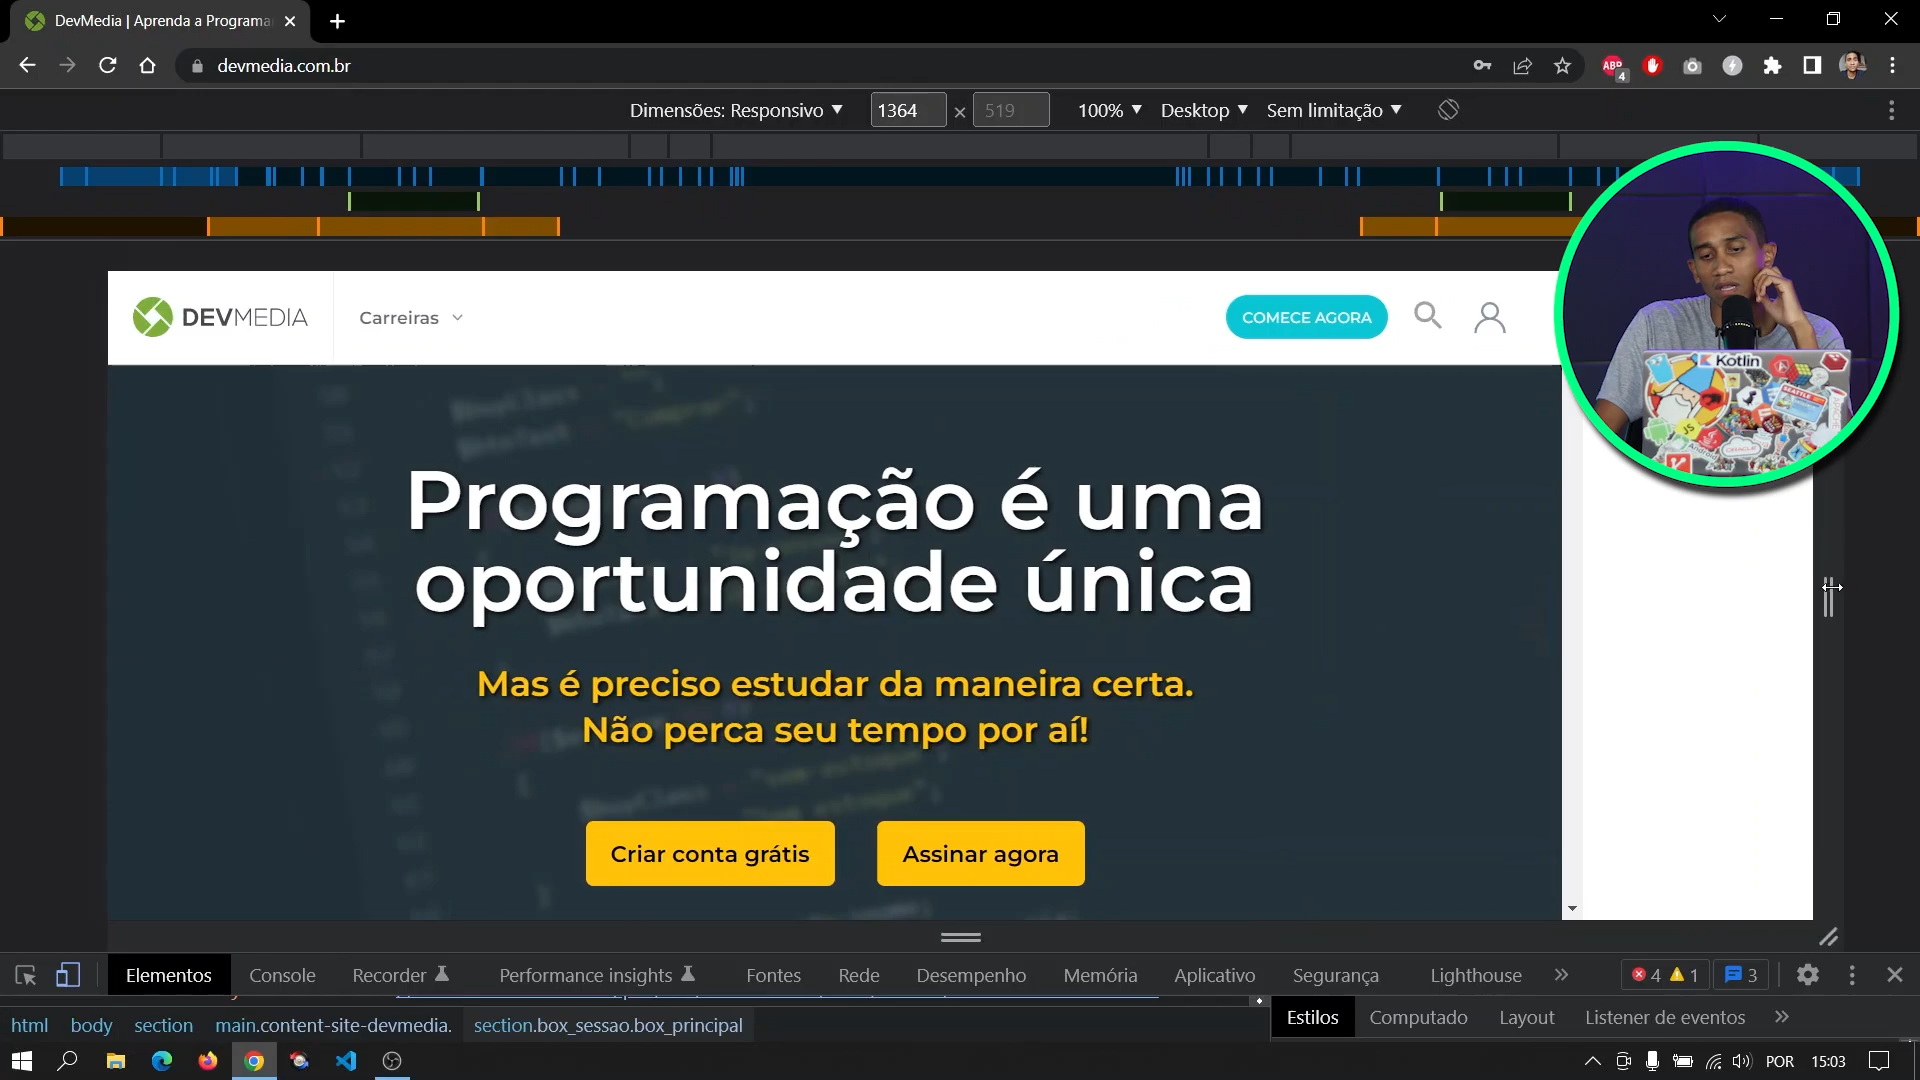 DevMedia | Aprenda a Programa
devmedia.com.br
ABP
4
Dimensões: Responsivo
1364
×
519
100%
Desktop
Sem limitação
DEVMEDIA
Carreiras
COMECE AGORA
Kotlin
JS
Programação é uma
oportunidade única
Mas é preciso estudar da maneira certa.
Não perca seu tempo por aí!
Criar conta grátis
Assinar agora
Elementos
Console
Recorder
Performance insights
Fontes
Rede
Desempenho
Memória
Aplicativo
Segurança
Lighthouse
4
1
3
html
body
section
main.content-site-devmedia.
section.box_sessao.box_principal
Estilos
Computado
Layout
Listener de eventos
POR
15:03